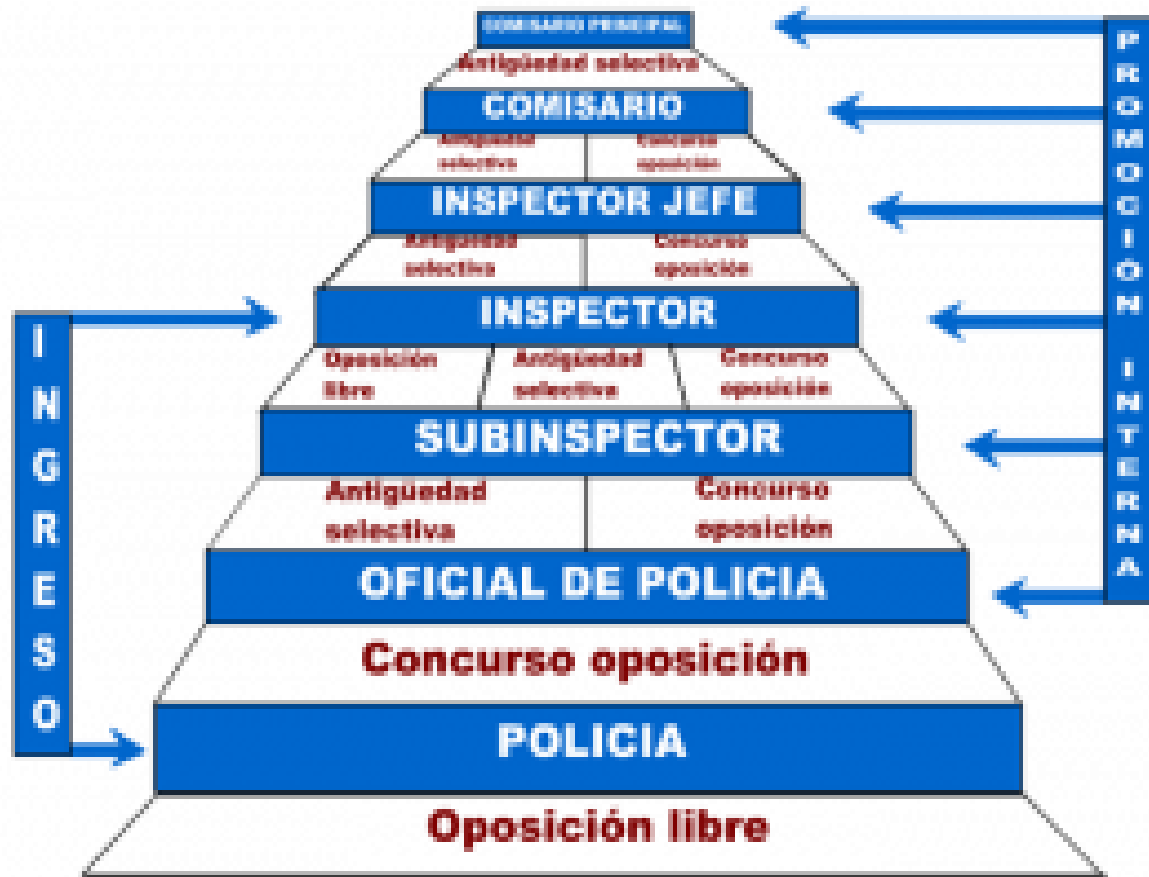 COMISARIO PRINCIPAL
Antigüedad selectiva
COMISARIO
Antigüedad
selectiva
Concurso
oposición
INSPECTOR JEFE
Antigüedad
selectiva
Concurso
oposición
INSPECTOR
Oposición
libre
Antigüedad
selectiva
Concurso
oposición
SUBINSPECTOR
Antigüedad
selectiva
Concurso
oposición
OFICIAL DE POLICIA
Concurso oposición
POLICIA
Oposición libre
INGRESO
PROMOCIÓN INTERNA